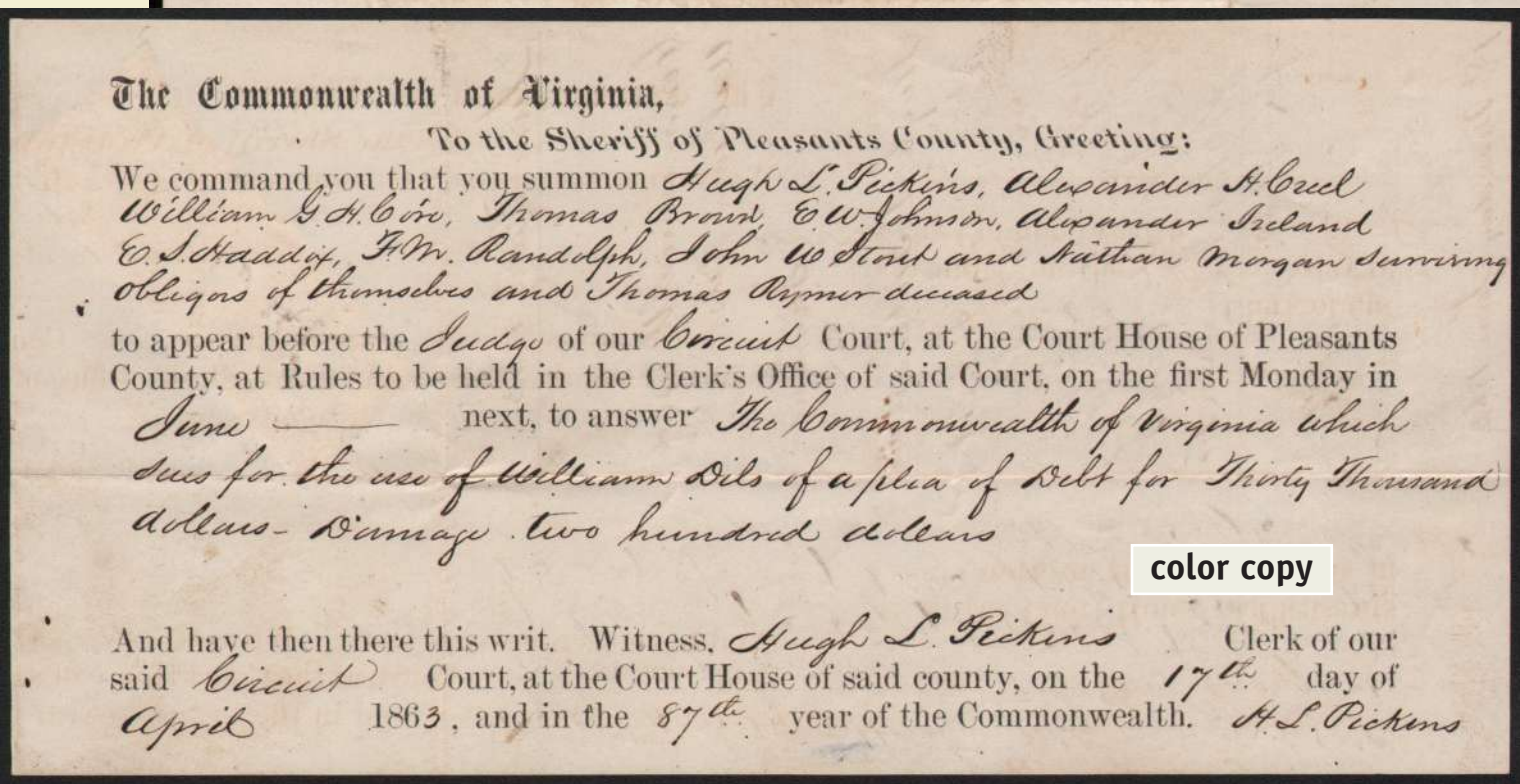 The Commonwealth of Virginia,
To the Sheriff of Pleasants County, Greeting:
We command you that you summon Hugh L. Pickens, Alexander H. Creel
William G. H. Core, Thomas Brown, E. W. Johnson, Alexander Ireland
E. S. Haddox, F. M. Randolph, John W Stout and Nathan Morgan surviving
obligors of themselves and Thomas Rymer deceased
to appear before the Judge of our Circuit Court, at the Court House of Pleasants
County, at Rules to be held in the Clerk's Office of said Court, on the first Monday in
June next, to answer The Commonwealth of Virginia which
sues for the use of William Dils of a plea of Debt for Thirty Thousand
dollars - Damage two hundred dollars
color copy
And have then there this writ. Witness, Hugh L. Pickens Clerk of our
said Circuit Court, at the Court House of said county, on the 17th day of
April 1863, and in the 87th year of the Commonwealth. H. L. Pickens